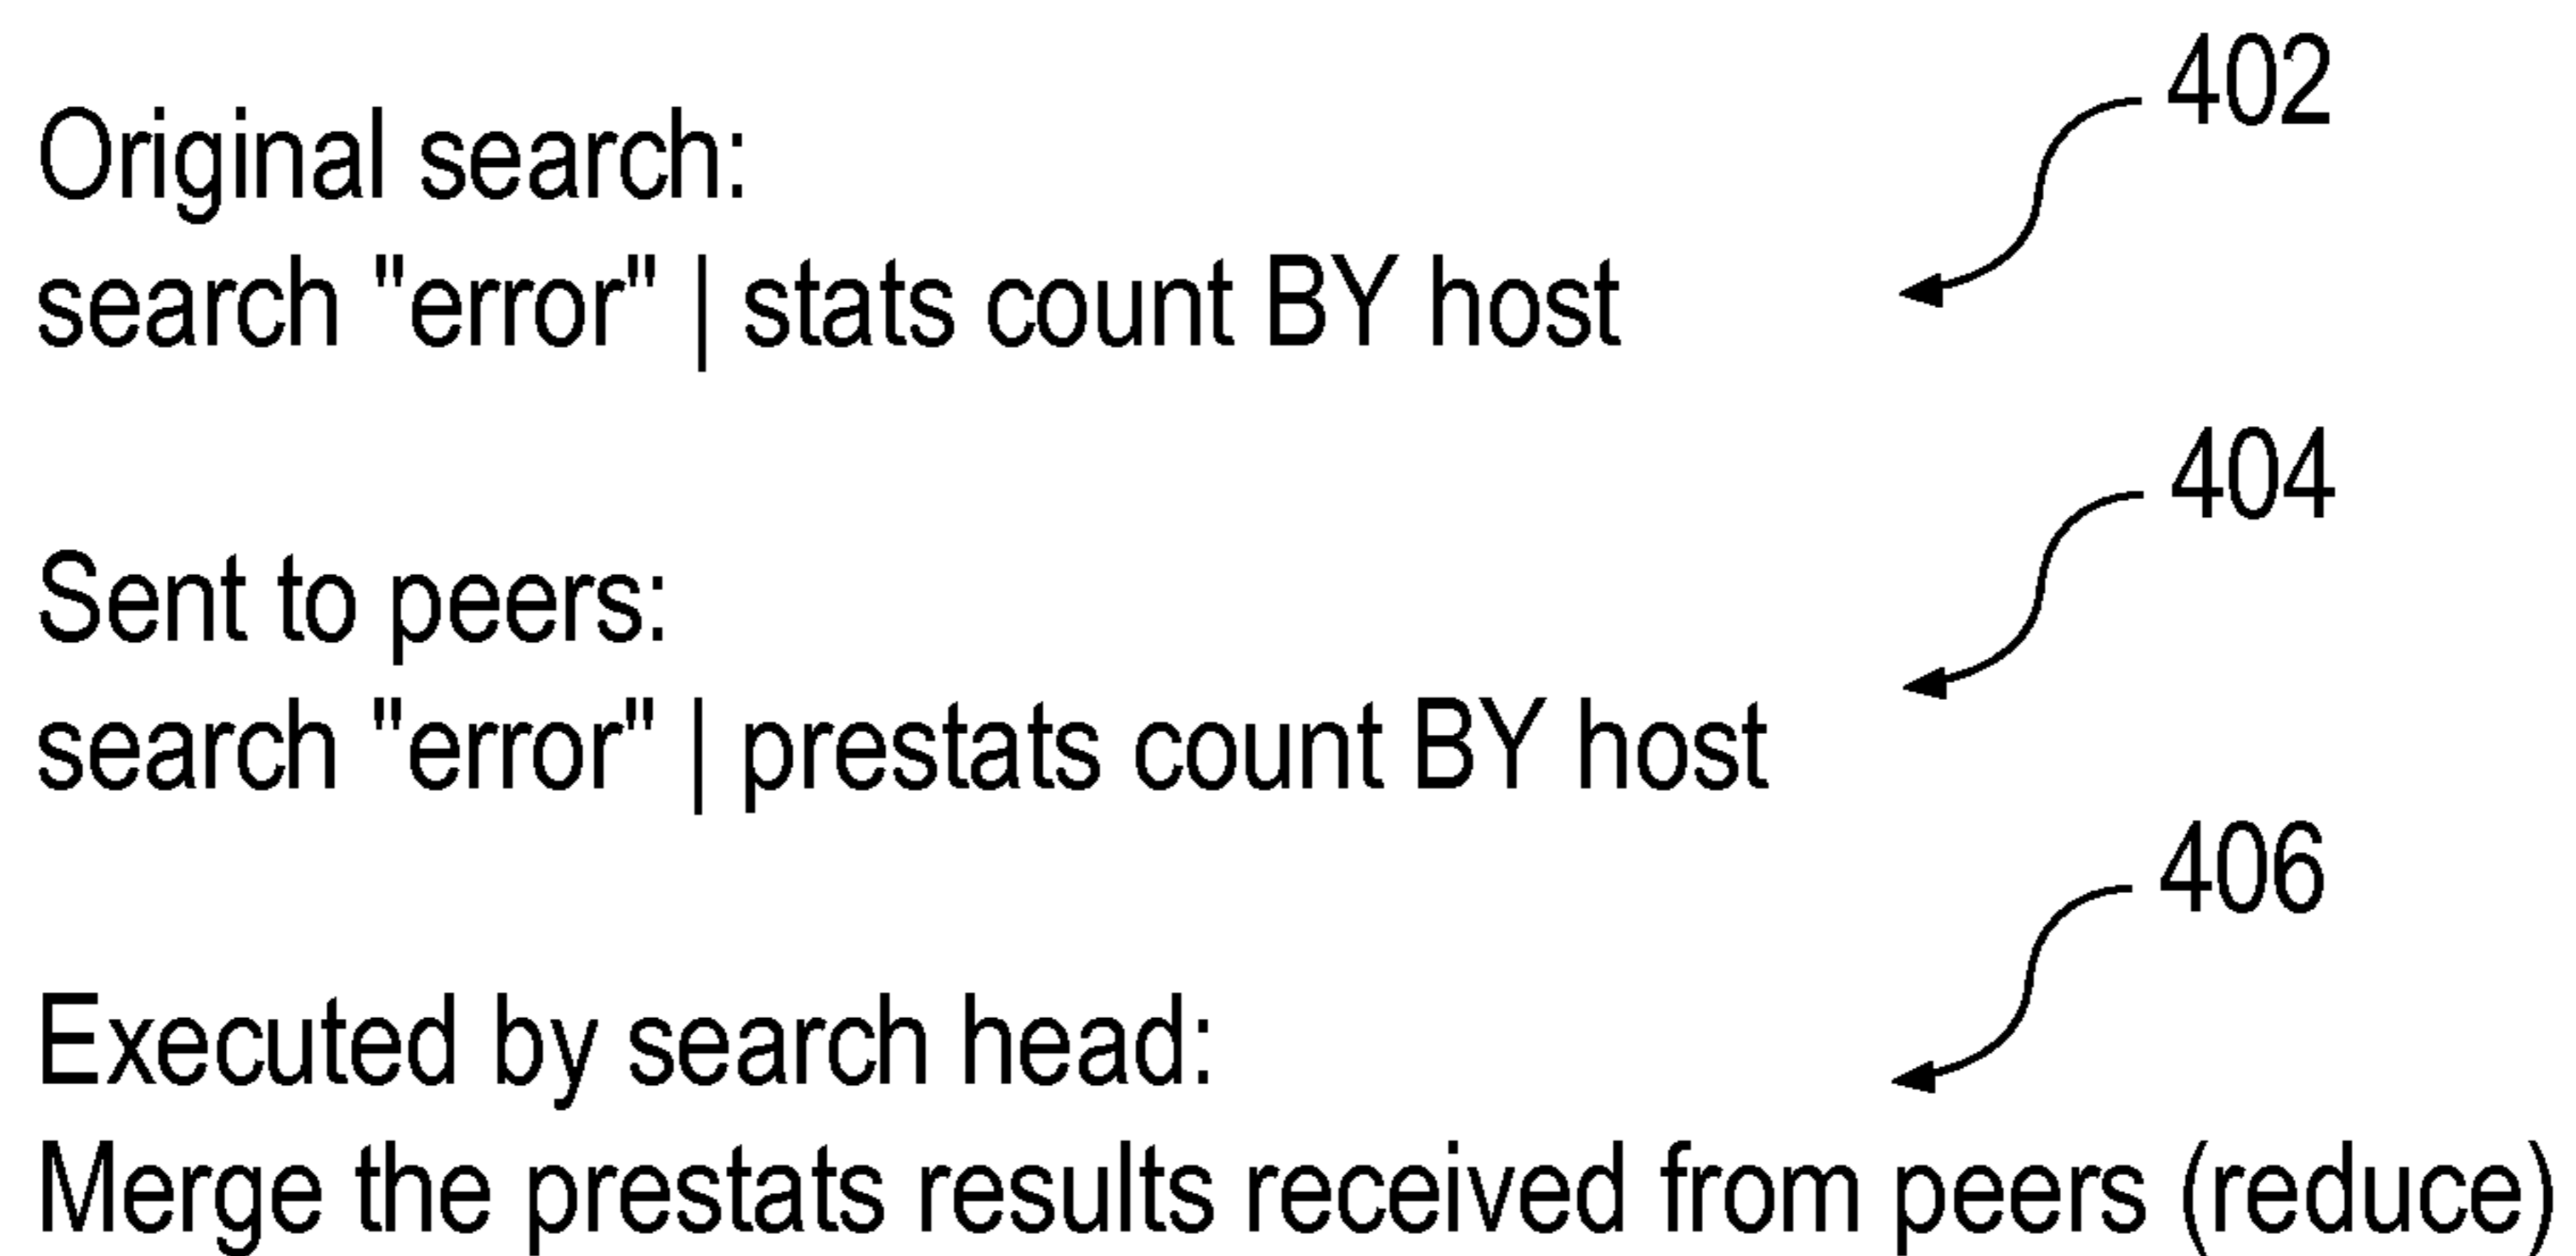 402
Original search:
search "error" | stats count BY host
404
Sent to peers:
search "error" | prestats count BY host
406
Executed by search head:
Merge the prestats results received from peers (reduce)